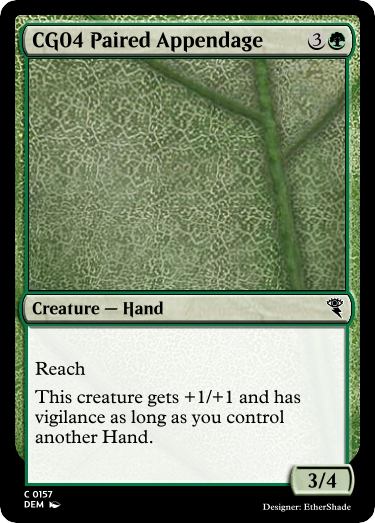 CG04 Paired Appendage 3
Creature — Hand
Reach
This creature gets +1/+1 and has
vigilance as long as you control
another Hand.
3/4
C 0157
DEM
Designer: EtherShade